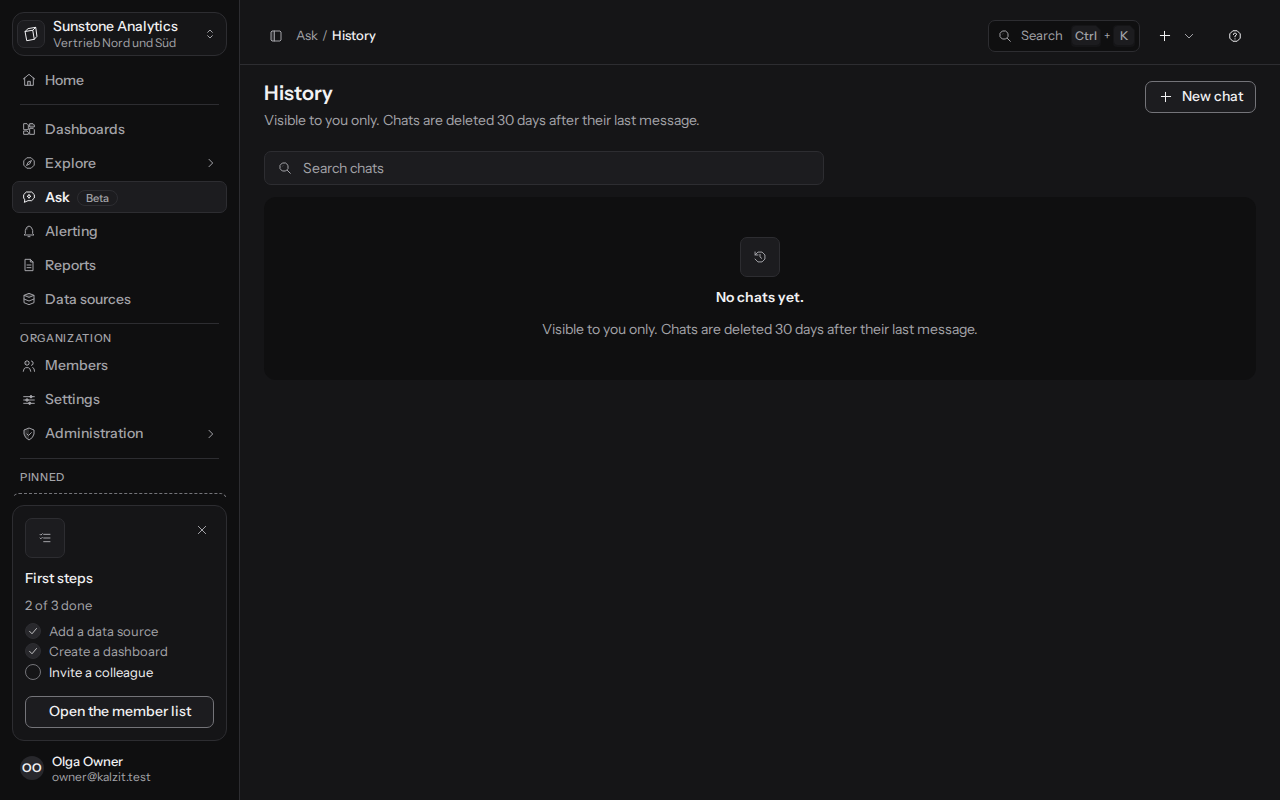 Sunstone Analytics
Vertrieb Nord und Süd
Home
Dashboards
Explore
Ask Beta
Alerting
Reports
Data sources
ORGANIZATION
Members
Settings
Administration
PINNED
First steps
2 of 3 done
Add a data source
Create a dashboard
Invite a colleague
Open the member list
OO
Olga Owner
owner@kalzit.test
Ask / History
Search Ctrl + K
History
Visible to you only. Chats are deleted 30 days after their last message.
New chat
Search chats
No chats yet.
Visible to you only. Chats are deleted 30 days after their last message.